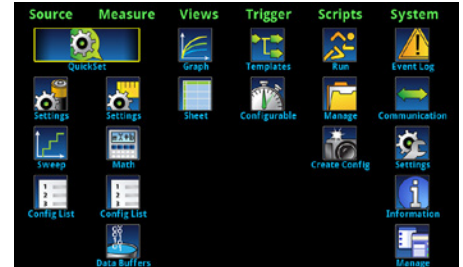 Source Measure Views Trigger Scripts System
QuickSet Graph Templates Run Event Log
Settings Settings Sheet Configurable Manage Communication
Sweep Math Create Config Settings
Config List Config List Information
Data Buffers Manage